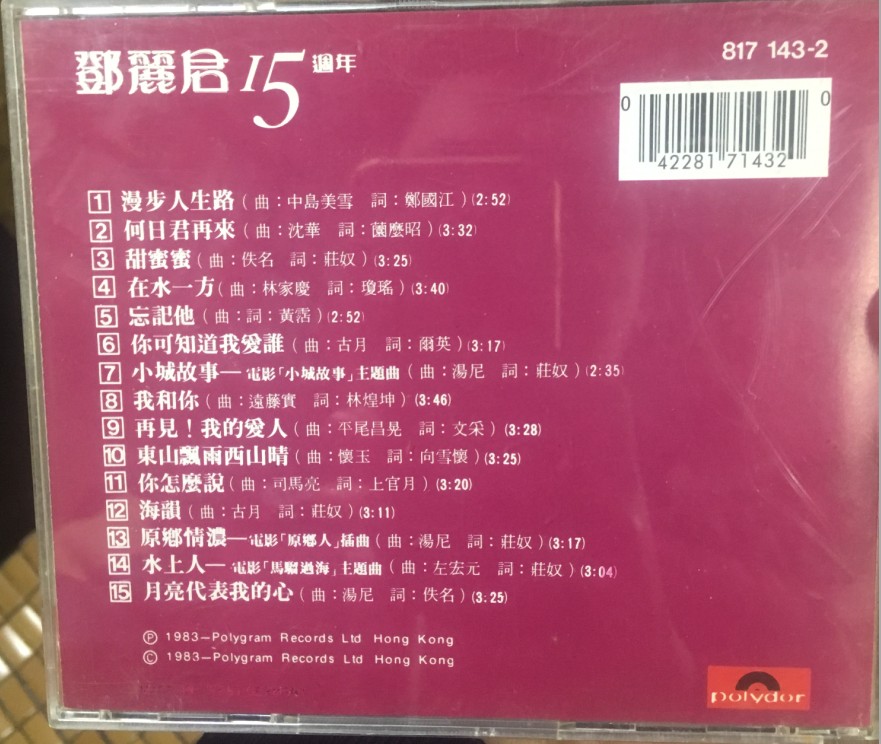 鄧麗君15週年
817 143-2
0 42281 71432 0
1 漫步人生路(曲:中島美雪 詞:鄭國江)(2:52)
2 何日君再來(曲:沈華 詞:薗麼昭)(3:32)
3 甜蜜蜜(曲:佚名 詞:莊奴)(3:25)
4 在水一方(曲:林家慶 詞:瓊瑤)(3:40)
5 忘記他(曲:詞:黃霑)(2:52)
6 你可知道我愛誰(曲:古月 詞:爾英)(3:17)
7 小城故事—電影「小城故事」主題曲(曲:湯尼 詞:莊奴)(2:35)
8 我和你(曲:遠藤實 詞:林煌坤)(3:46)
9 再見!我的愛人(曲:平尾昌晃 詞:文采)(3:28)
10 東山飄雨西山晴(曲:懷玉 詞:向雪懷)(3:25)
11 你怎麼說(曲:司馬亮 詞:上官月)(3:20)
12 海韻(曲:古月 詞:莊奴)(3:11)
13 原鄉情濃—電影「原鄉人」插曲(曲:湯尼 詞:莊奴)(3:17)
14 水上人—電影「馬騮過海」主題曲(曲:左宏元 詞:莊奴)(3:04)
15 月亮代表我的心(曲:湯尼 詞:佚名)(3:25)
Ⓟ 1983—Polygram Records Ltd Hong Kong
© 1983—Polygram Records Ltd Hong Kong
polydor